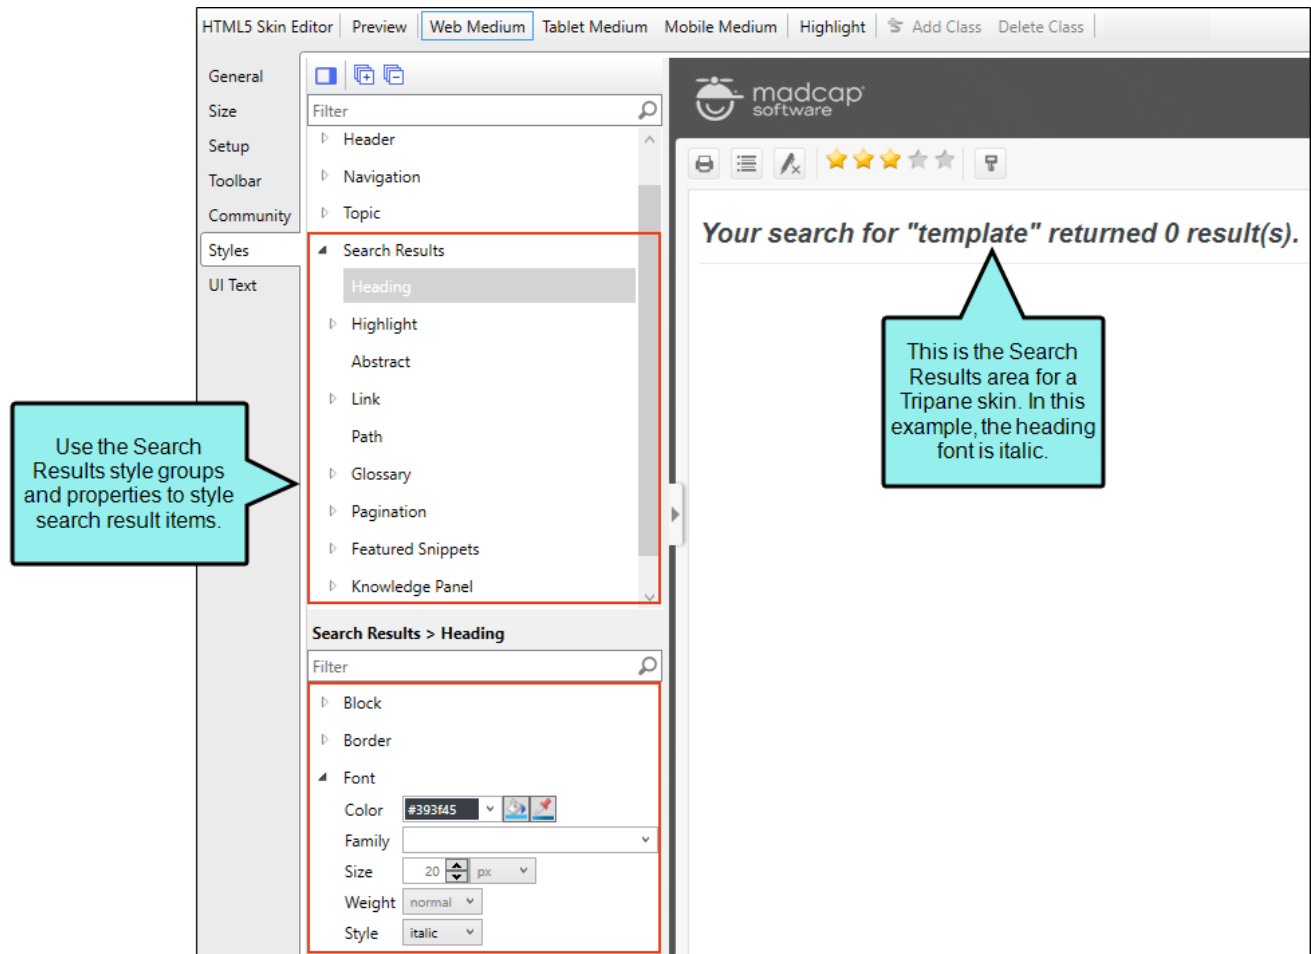 HTML5 Skin Editor Preview Web Medium Tablet Medium Mobile Medium Highlight Add Class Delete Class
General
Size
Setup
Toolbar
Community
Styles
UI Text
Filter
Header
Navigation
Topic
Search Results
Heading
Highlight
Abstract
Link
Path
Glossary
Pagination
Featured Snippets
Knowledge Panel
Search Results > Heading
Filter
Block
Border
Font
Color #393f45
Family
Size 20 px
Weight normal
Style italic
madcap
software
Your search for "template" returned 0 result(s).
This is the Search
Results area for a
Tripane skin. In this
example, the heading
font is italic.
Use the Search
Results style groups
and properties to style
search result items.